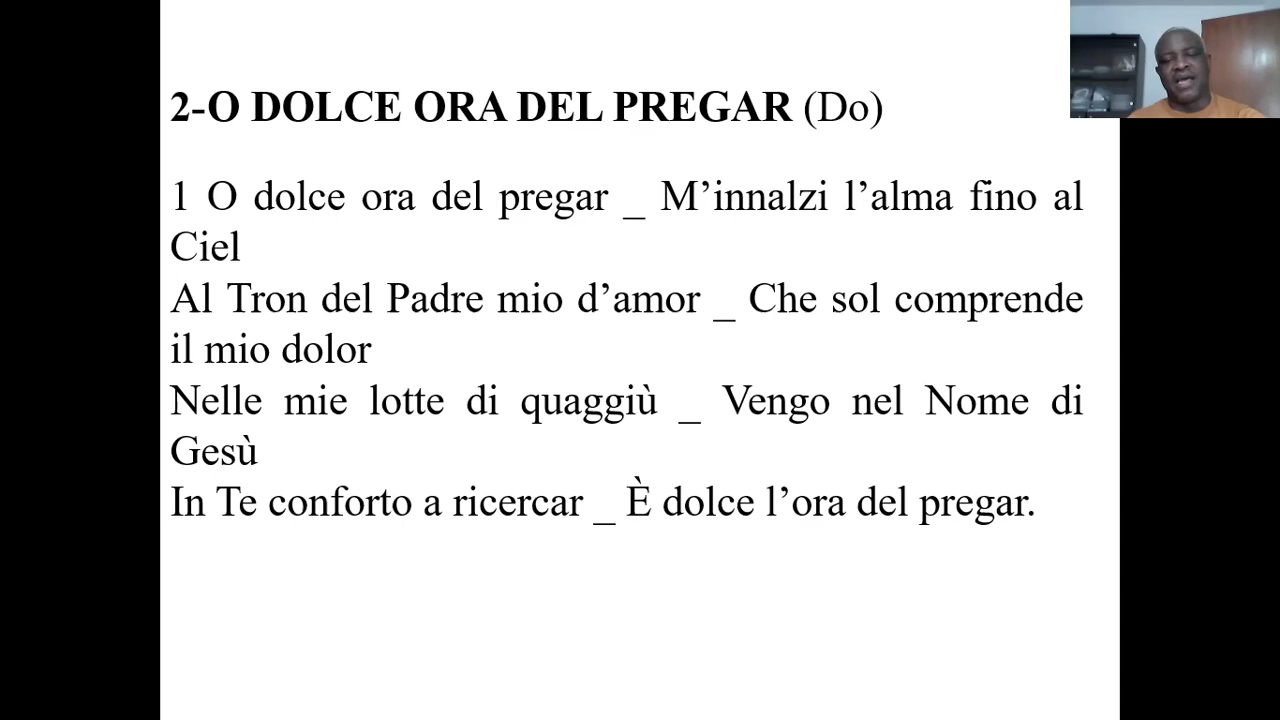 2-O DOLCE ORA DEL PREGAR (Do)
1 O dolce ora del pregar _ M’innalzi l’alma fino al
Ciel
Al Tron del Padre mio d’amor _ Che sol comprende
il mio dolor
Nelle mie lotte di quaggiù _ Vengo nel Nome di
Gesù
In Te conforto a ricercar _ È dolce l’ora del pregar.